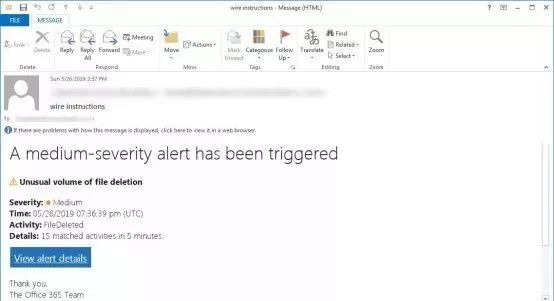 wire instructions - Message (HTML)
FILE MESSAGE
Junk Delete Reply Reply All Forward Meeting More Move Actions Mark Unread Categorize Follow Up Translate Find Related Select Zoom
Delete Respond Move Tags Editing Zoom
Sun 5/26/2019 3:37 PM
wire instructions
To
If there are problems with how this message is displayed, click here to view it in a web browser.
A medium-severity alert has been triggered
Unusual volume of file deletion
Severity: Medium
Time: 05/26/2019 07:36:39 pm (UTC)
Activity: FileDeleted
Details: 15 matched activities in 5 minutes.
View alert details
Thank you,
The Office 365 Team